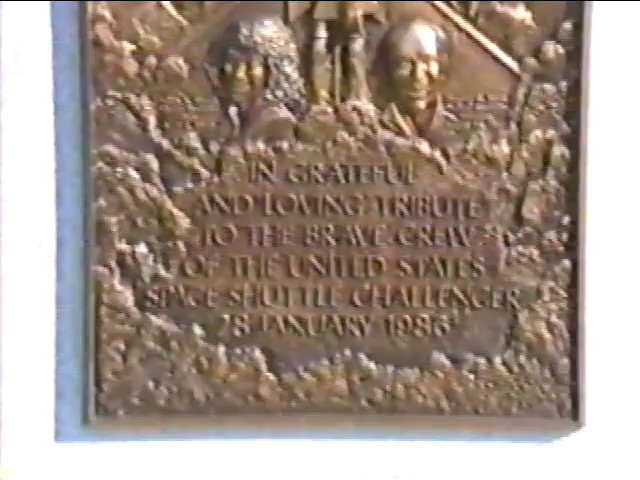 IN GRATEFUL
AND LOVING TRIBUTE
TO THE BRAVE CREW
OF THE UNITED STATES
SPACE SHUTTLE CHALLENGER
28 JANUARY 1986